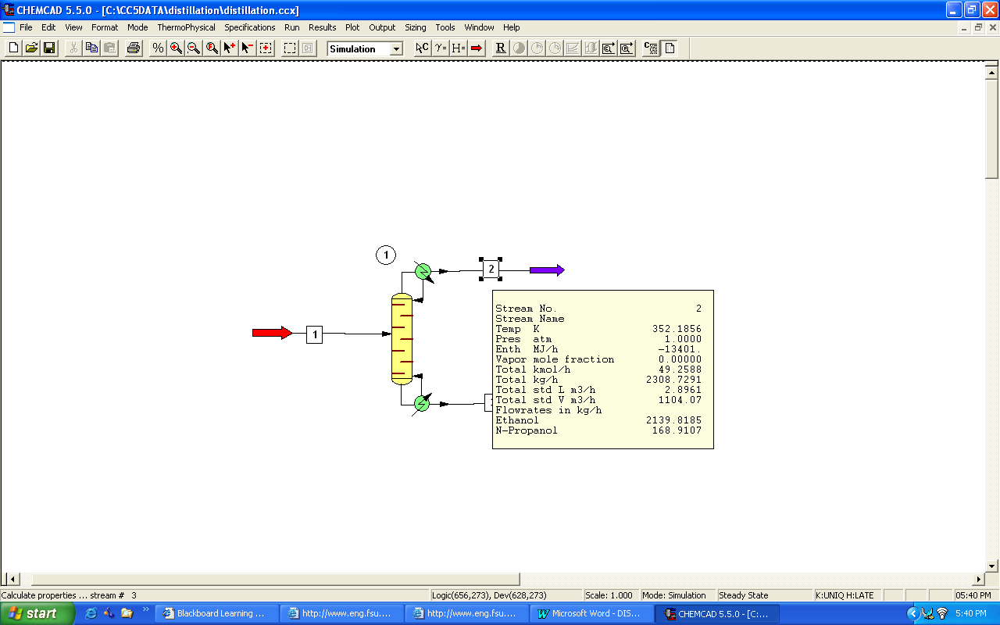 CHEMCAD 5.5.0 - [C:\CC5DATA\distillation\distillation.ccx]
File Edit View Format Mode ThermoPhysical Specifications Run Results Plot Output Sizing Tools Window Help
% Simulation C γ= H= R C
1
2
1
Stream No. 2
Stream Name
Temp K 352.1856
Pres atm 1.0000
Enth MJ/h -13401.
Vapor mole fraction 0.00000
Total kmol/h 49.2588
Total kg/h 2308.7291
Total std L m3/h 2.8961
Total std V m3/h 1104.07
Flowrates in kg/h
Ethanol 2139.8185
N-Propanol 168.9107
Calculate properties ... stream # 3 Logic(656,273), Dev(628,273) Scale: 1.000 Mode: Simulation Steady State K:UNIQ H:LATE 05:40 PM
start Blackboard Learning ... http://www.eng.fsu.... http://www.eng.fsu.... Microsoft Word - DIS... CHEMCAD 5.5.0 - [C:... 5:40 PM